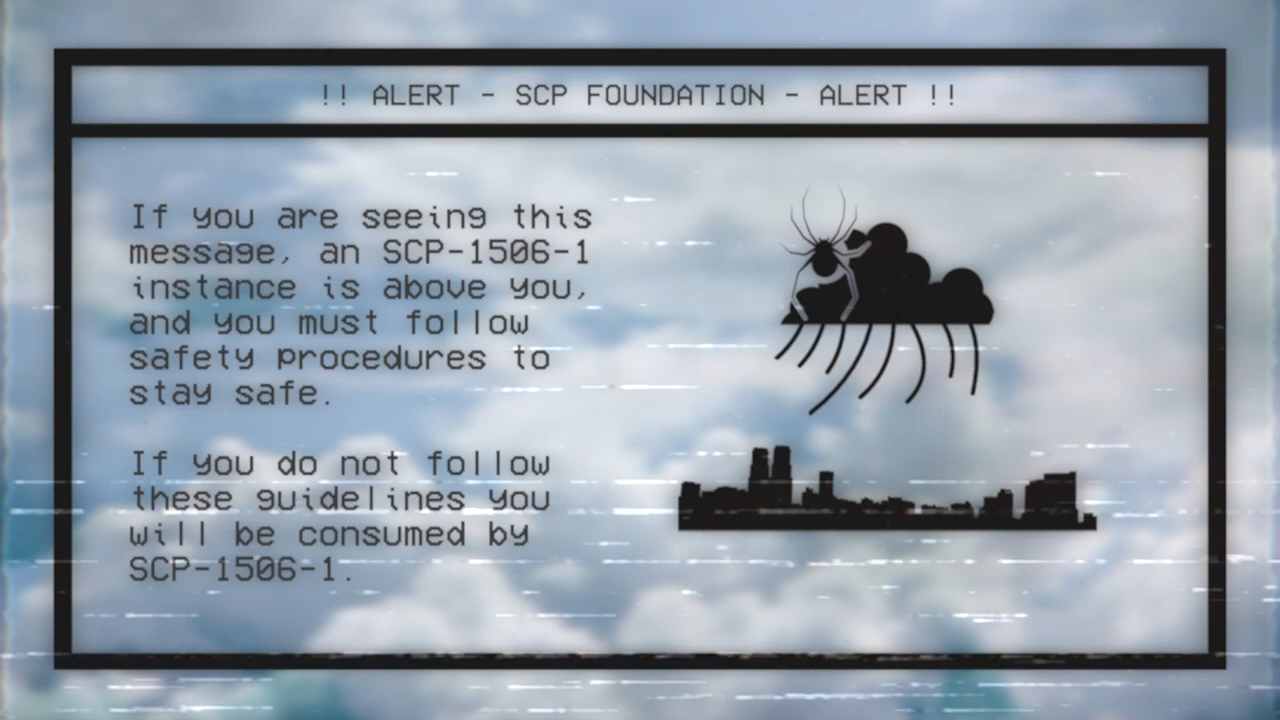 !! ALERT - SCP FOUNDATION - ALERT !!
If you are seeing this
message, an SCP-1506-1
instance is above you,
and you must follow
safety procedures to
stay safe.
If you do not follow
these guidelines you
will be consumed by
SCP-1506-1.